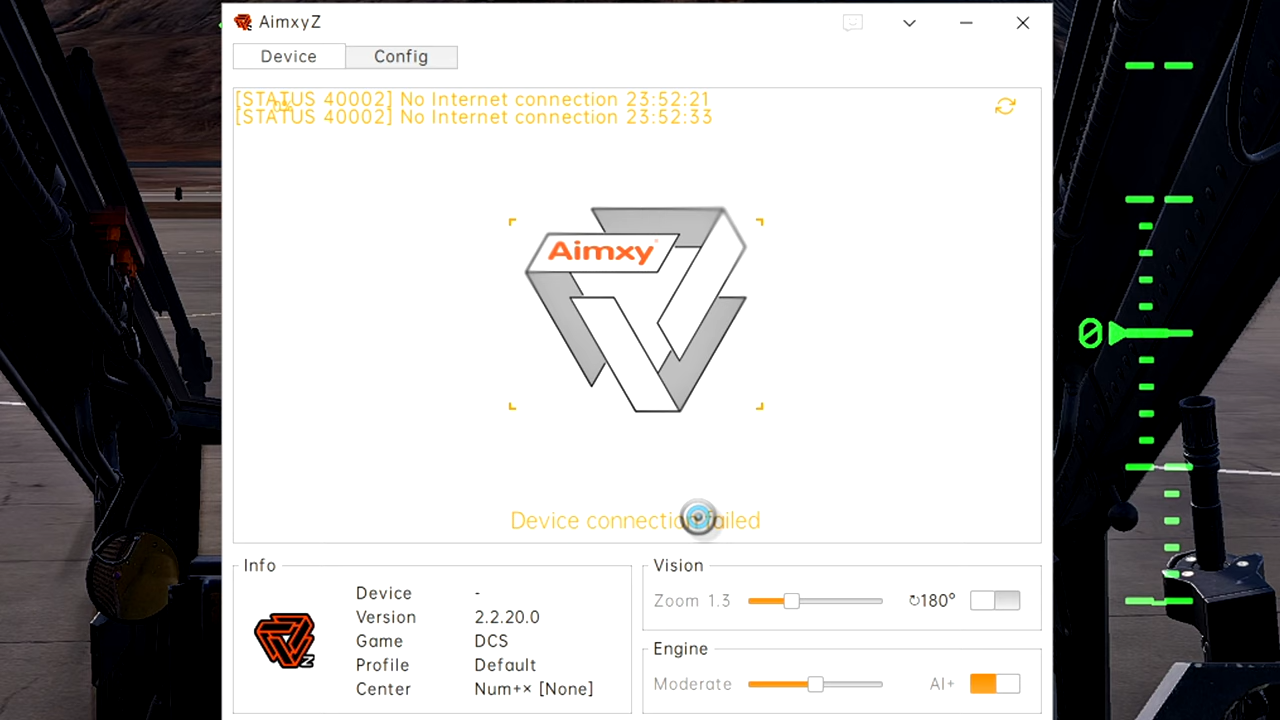 AimxyZ
Device
Config
[STATUS 40002] No Internet connection 23:52:21
[STATUS 40002] No Internet connection 23:52:33
Aimxy
Device connection failed
Info
Device -
Version 2.2.20.0
Game DCS
Profile Default
Center Num+× [None]
Vision
Zoom 1.3
↻180°
Engine
Moderate
AI+
0